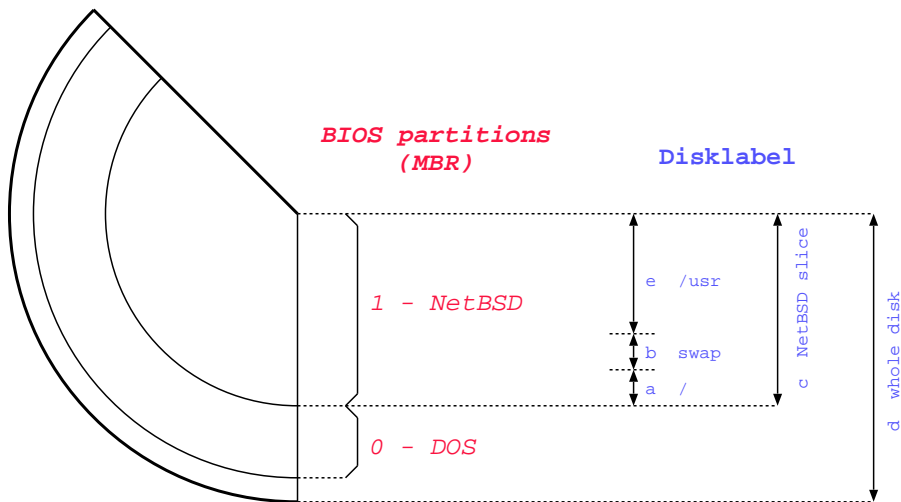 BIOS partitions
(MBR)
Disklabel
1 - NetBSD
0 - DOS
e /usr
b swap
a /
c NetBSD slice
d whole disk